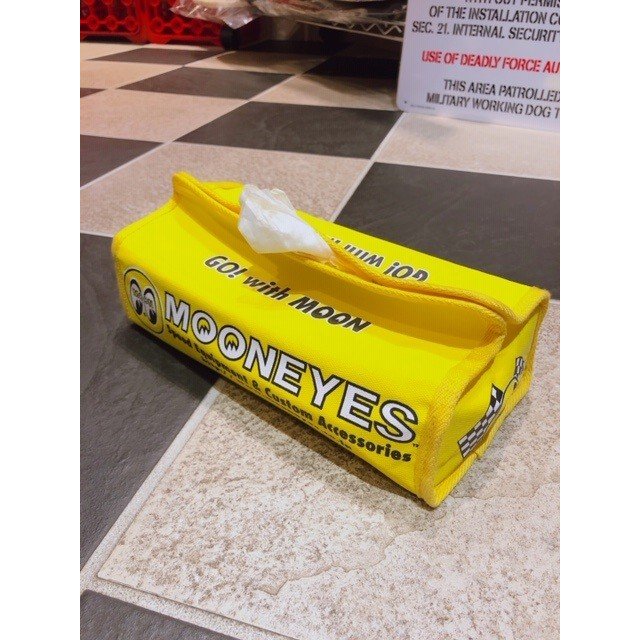 OF THE INSTALLATION CO
SEC. 21. INTERNAL SECURIT
USE OF DEADLY FORCE AU
THIS AREA PATROLLED
MILITARY WORKING DOG T
GO! with MOON
GO! with MOON
MOONEYES
Speed Equipment & Custom Accessories